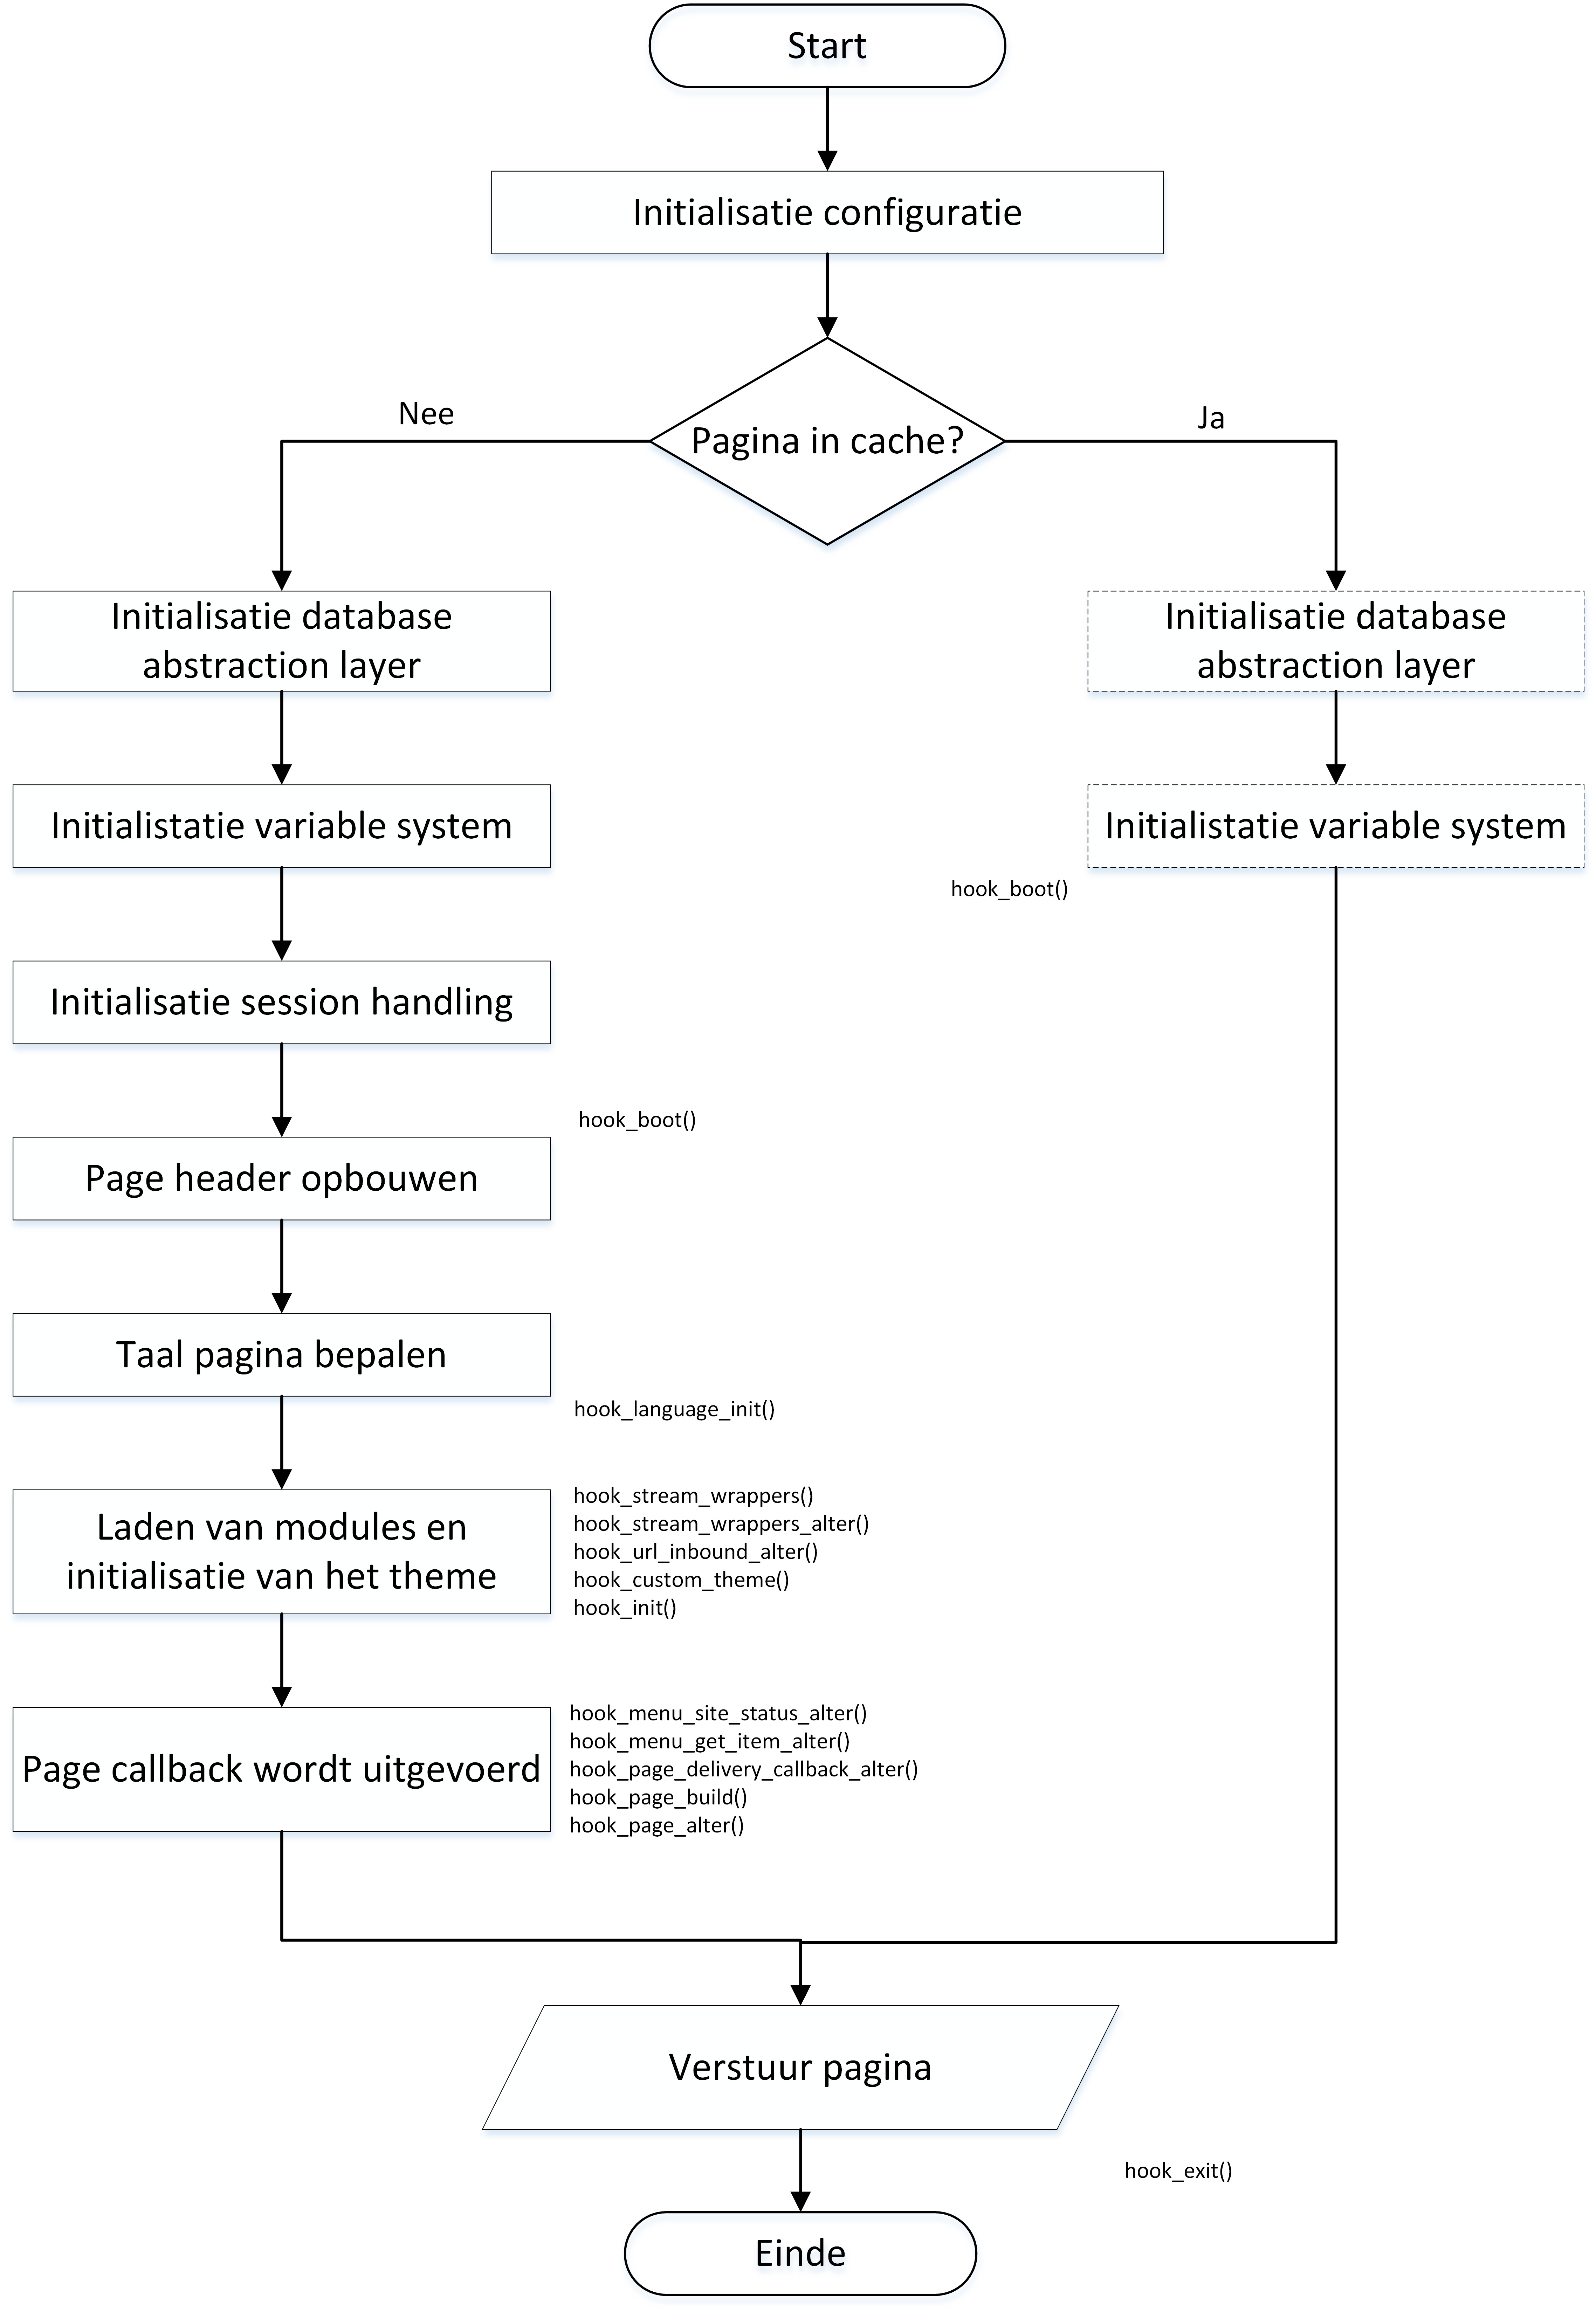 Start
Initialisatie configuratie
Pagina in cache?
Nee
Ja
Initialisatie database
abstraction layer
Initialistatie variable system
Initialisatie session handling
hook_boot()
Page header opbouwen
Taal pagina bepalen
hook_language_init()
Laden van modules en
initialisatie van het theme
hook_stream_wrappers()
hook_stream_wrappers_alter()
hook_url_inbound_alter()
hook_custom_theme()
hook_init()
Page callback wordt uitgevoerd
hook_menu_site_status_alter()
hook_menu_get_item_alter()
hook_page_delivery_callback_alter()
hook_page_build()
hook_page_alter()
Initialisatie database
abstraction layer
Initialistatie variable system
hook_boot()
Verstuur pagina
hook_exit()
Einde